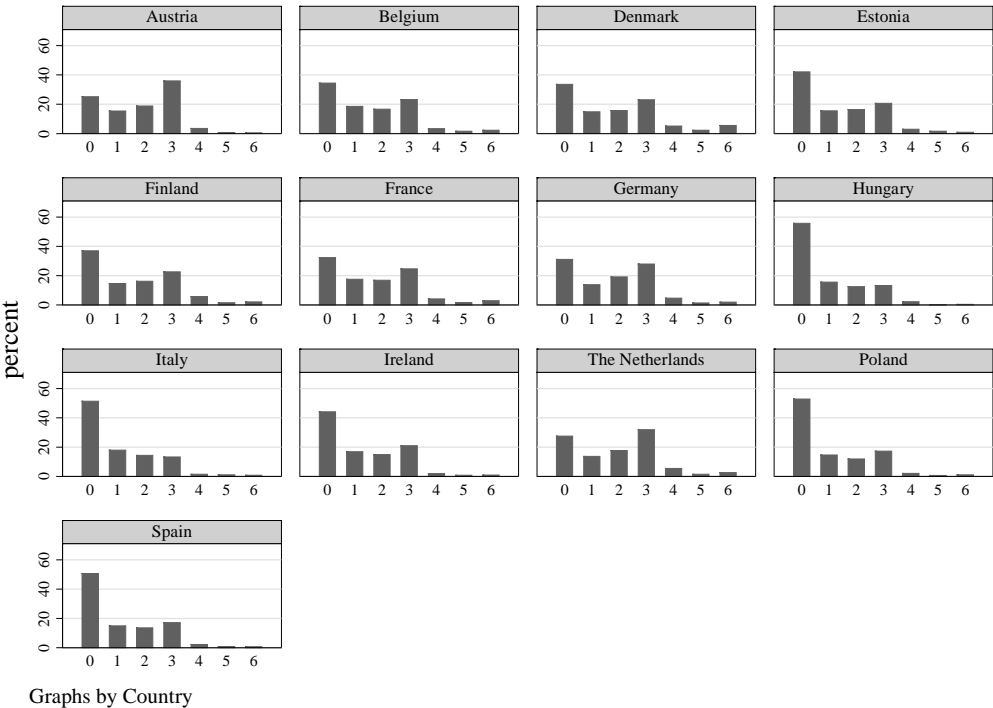 percent
Austria
Belgium
Denmark
Estonia
0 20 40 60
0 1 2 3 4 5 6
0 1 2 3 4 5 6
0 1 2 3 4 5 6
0 1 2 3 4 5 6
Finland
France
Germany
Hungary
0 20 40 60
0 1 2 3 4 5 6
0 1 2 3 4 5 6
0 1 2 3 4 5 6
0 1 2 3 4 5 6
Italy
Ireland
The Netherlands
Poland
0 20 40 60
0 1 2 3 4 5 6
0 1 2 3 4 5 6
0 1 2 3 4 5 6
0 1 2 3 4 5 6
Spain
0 20 40 60
0 1 2 3 4 5 6
Graphs by Country